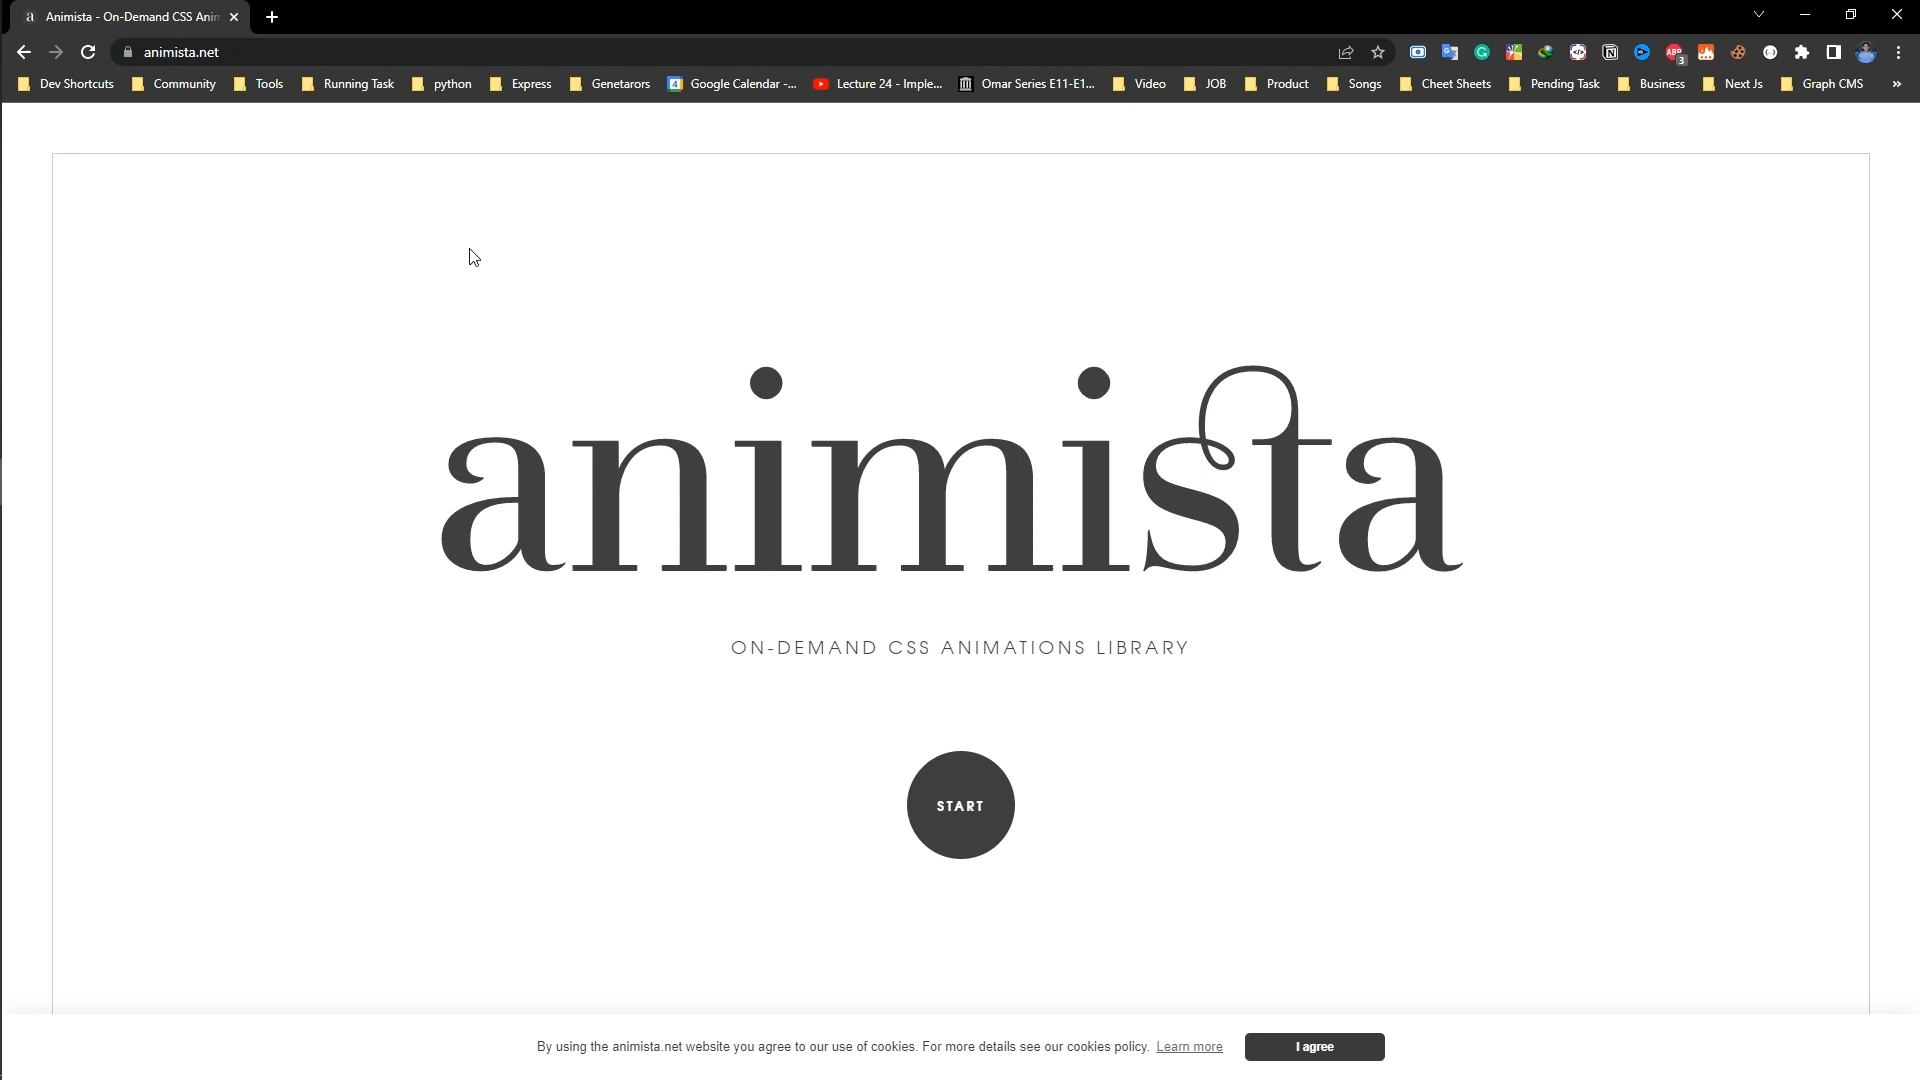 a Animista - On-Demand CSS Anim
animista.net
ABP 3
Dev Shortcuts Community Tools Running Task python Express Genetarors Google Calendar -... Lecture 24 - Imple... Omar Series E11-E1... Video JOB Product Songs Cheet Sheets Pending Task Business Next Js Graph CMS »
animista
ON-DEMAND CSS ANIMATIONS LIBRARY
START
By using the animista.net website you agree to our use of cookies. For more details see our cookies policy. Learn more I agree